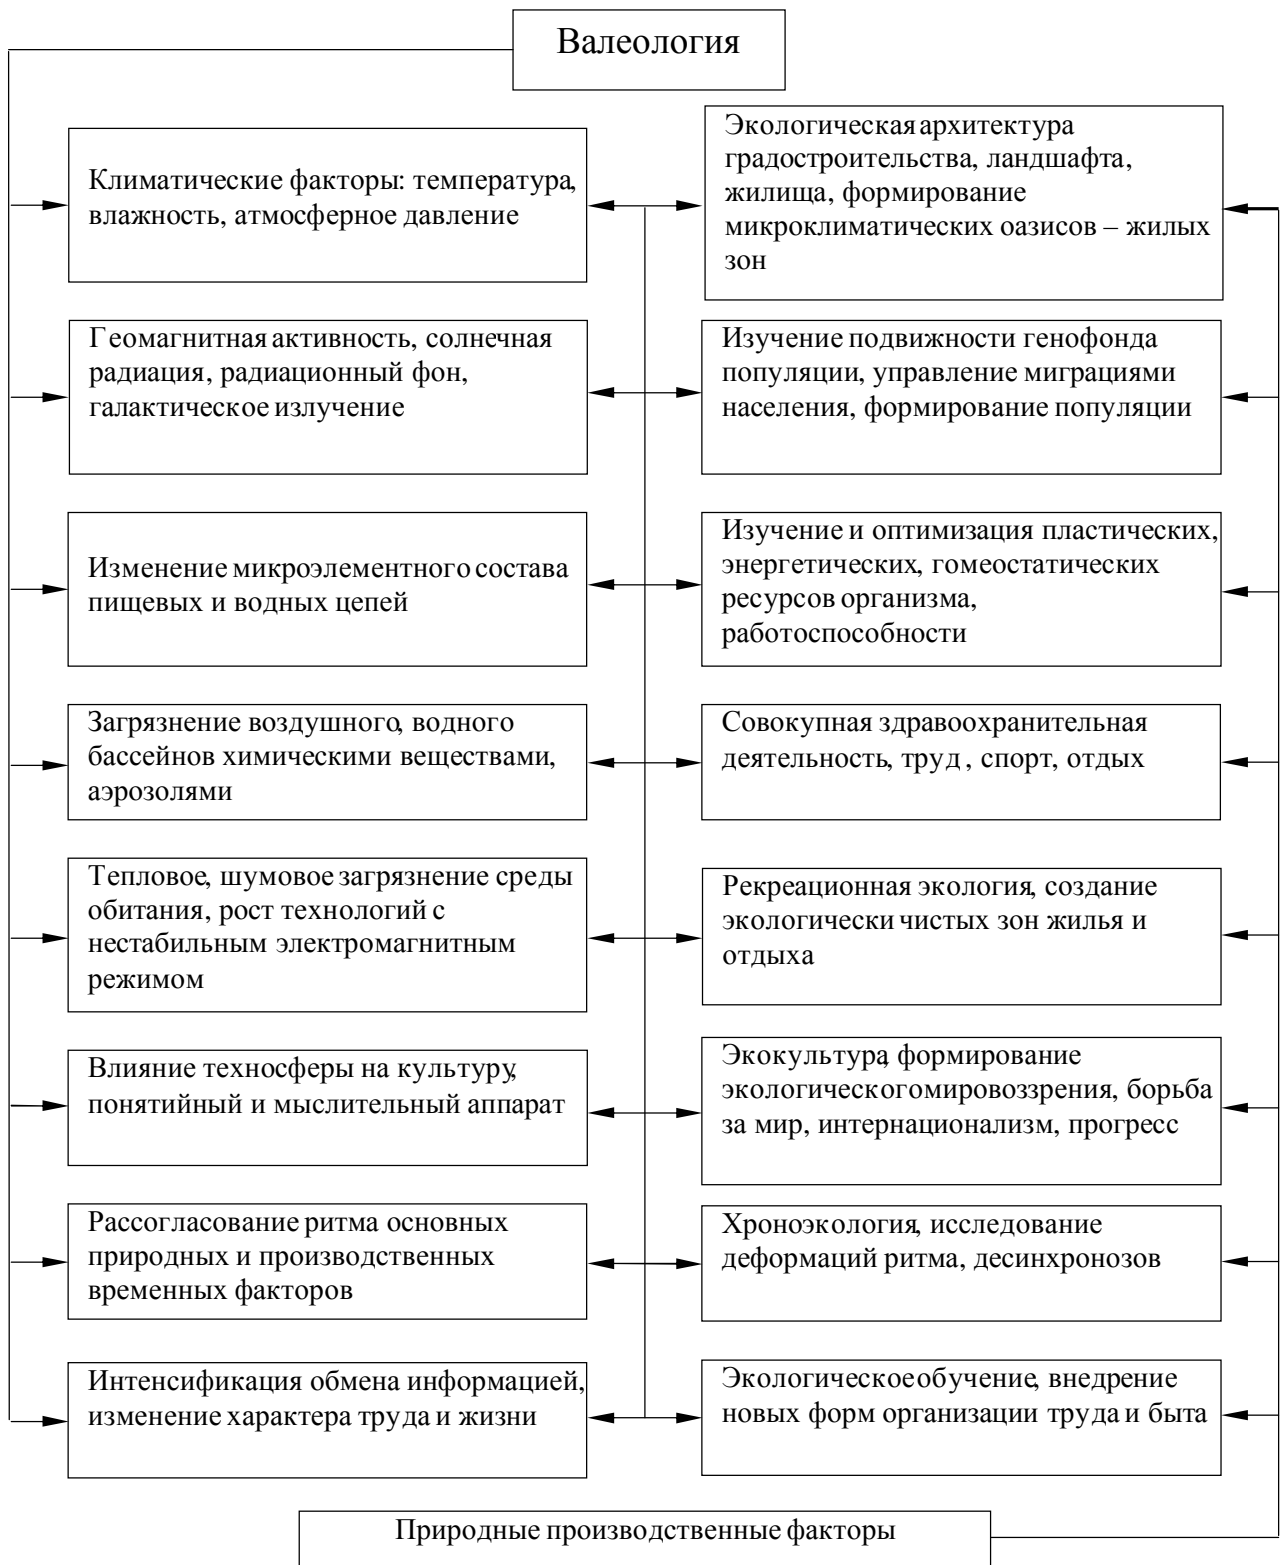 Валеология
Климатические факторы: температура,
влажность, атмосферное давление
Экологическая архитектура
градостроительства, ландшафта,
жилища, формирование
микроклиматических оазисов – жилых
зон
Геомагнитная активность, солнечная
радиация, радиационный фон,
галактическое излучение
Изучение подвижности генофонда
популяции, управление миграциями
населения, формирование популяции
Изменение микроэлементного состава
пищевых и водных цепей
Изучение и оптимизация пластических,
энергетических, гомеостатических
ресурсов организма,
работоспособности
Загрязнение воздушного, водного
бассейнов химическими веществами,
аэрозолями
Совокупная здравоохранительная
деятельность, труд , спорт, отдых
Тепловое, шумовое загрязнение среды
обитания, рост технологий с
нестабильным электромагнитным
режимом
Рекреационная экология, создание
экологически чистых зон жилья и
отдыха
Влияние техносферы на культуру,
понятийный и мыслительный аппарат
Экокультура, формирование
экологического мировоззрения, борьба
за мир, интернационализм, прогресс
Рассогласование ритма основных
природных и производственных
временных факторов
Хроноэкология, исследование
деформаций ритма, десинхронозов
Интенсификация обмена информацией,
изменение характера труда и жизни
Экологическое обучение, внедрение
новых форм организации труда и быта
Природные производственные факторы